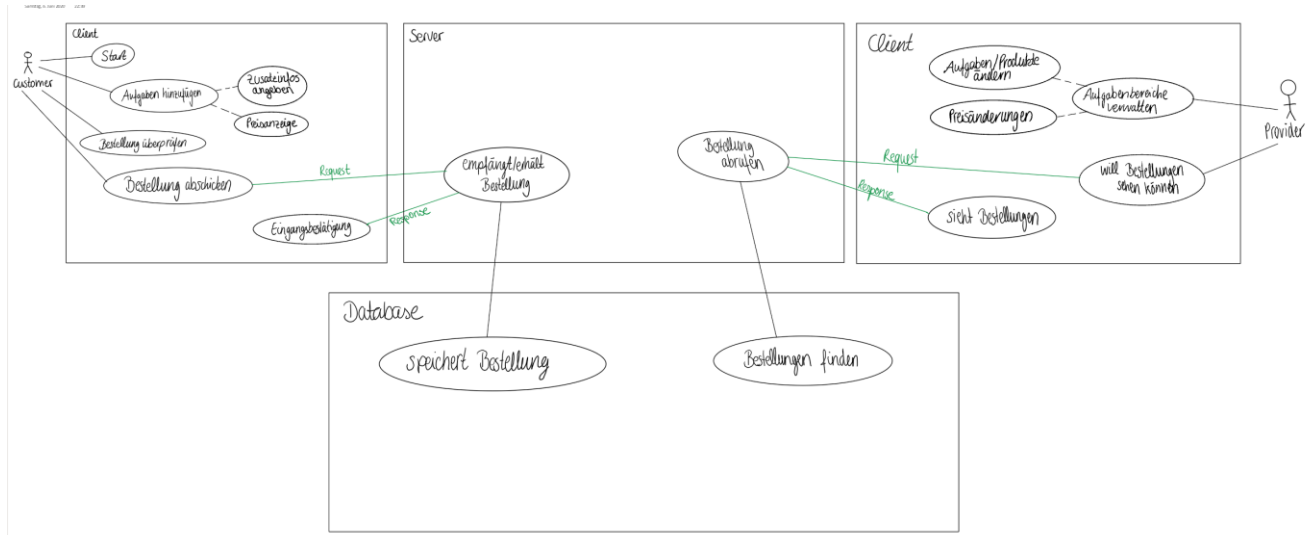 Client
Start
Customer
Aufgaben hinzufügen
Zusatzinfos
angeben
Preisanzeige
Bestellung überprüfen
Bestellung abschicken
Eingangsbestätigung
Request
Response
Server
empfängt/erhält
Bestellung
Bestellung
abrufen
Request
Response
Client
Aufgaben/Produkte
ändern
Preisänderungen
Aufgabenbereiche
verwalten
Provider
will Bestellungen
sehen können
sieht Bestellungen
Database
speichert Bestellung
Bestellungen finden